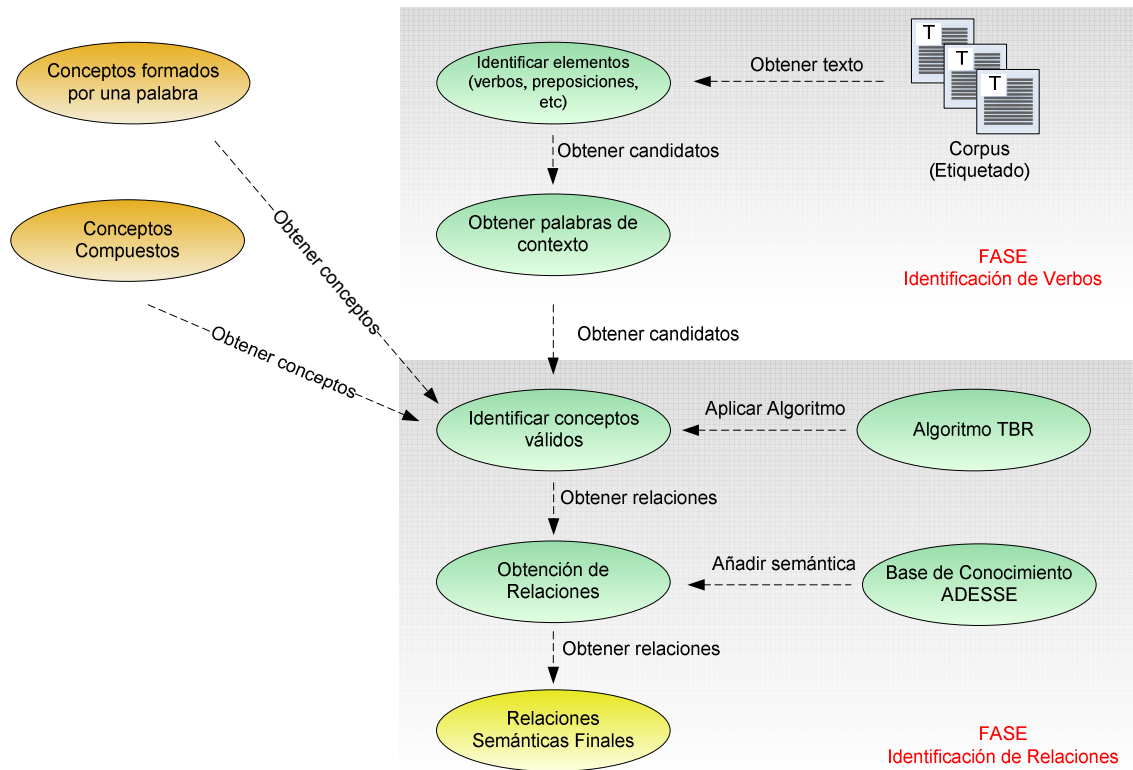 Conceptos formados
por una palabra
Identificar elementos
(verbos, preposiciones,
etc)
Obtener texto
T
T
T
Corpus
(Etiquetado)
Obtener candidatos
Conceptos
Compuestos
Obtener palabras de
contexto
FASE
Identificación de Verbos
Obtener conceptos
Obtener conceptos
Obtener candidatos
Identificar conceptos
válidos
Aplicar Algoritmo
Algoritmo TBR
Obtener relaciones
Obtención de
Relaciones
Añadir semántica
Base de Conocimiento
ADESSE
Obtener relaciones
Relaciones
Semánticas Finales
FASE
Identificación de Relaciones